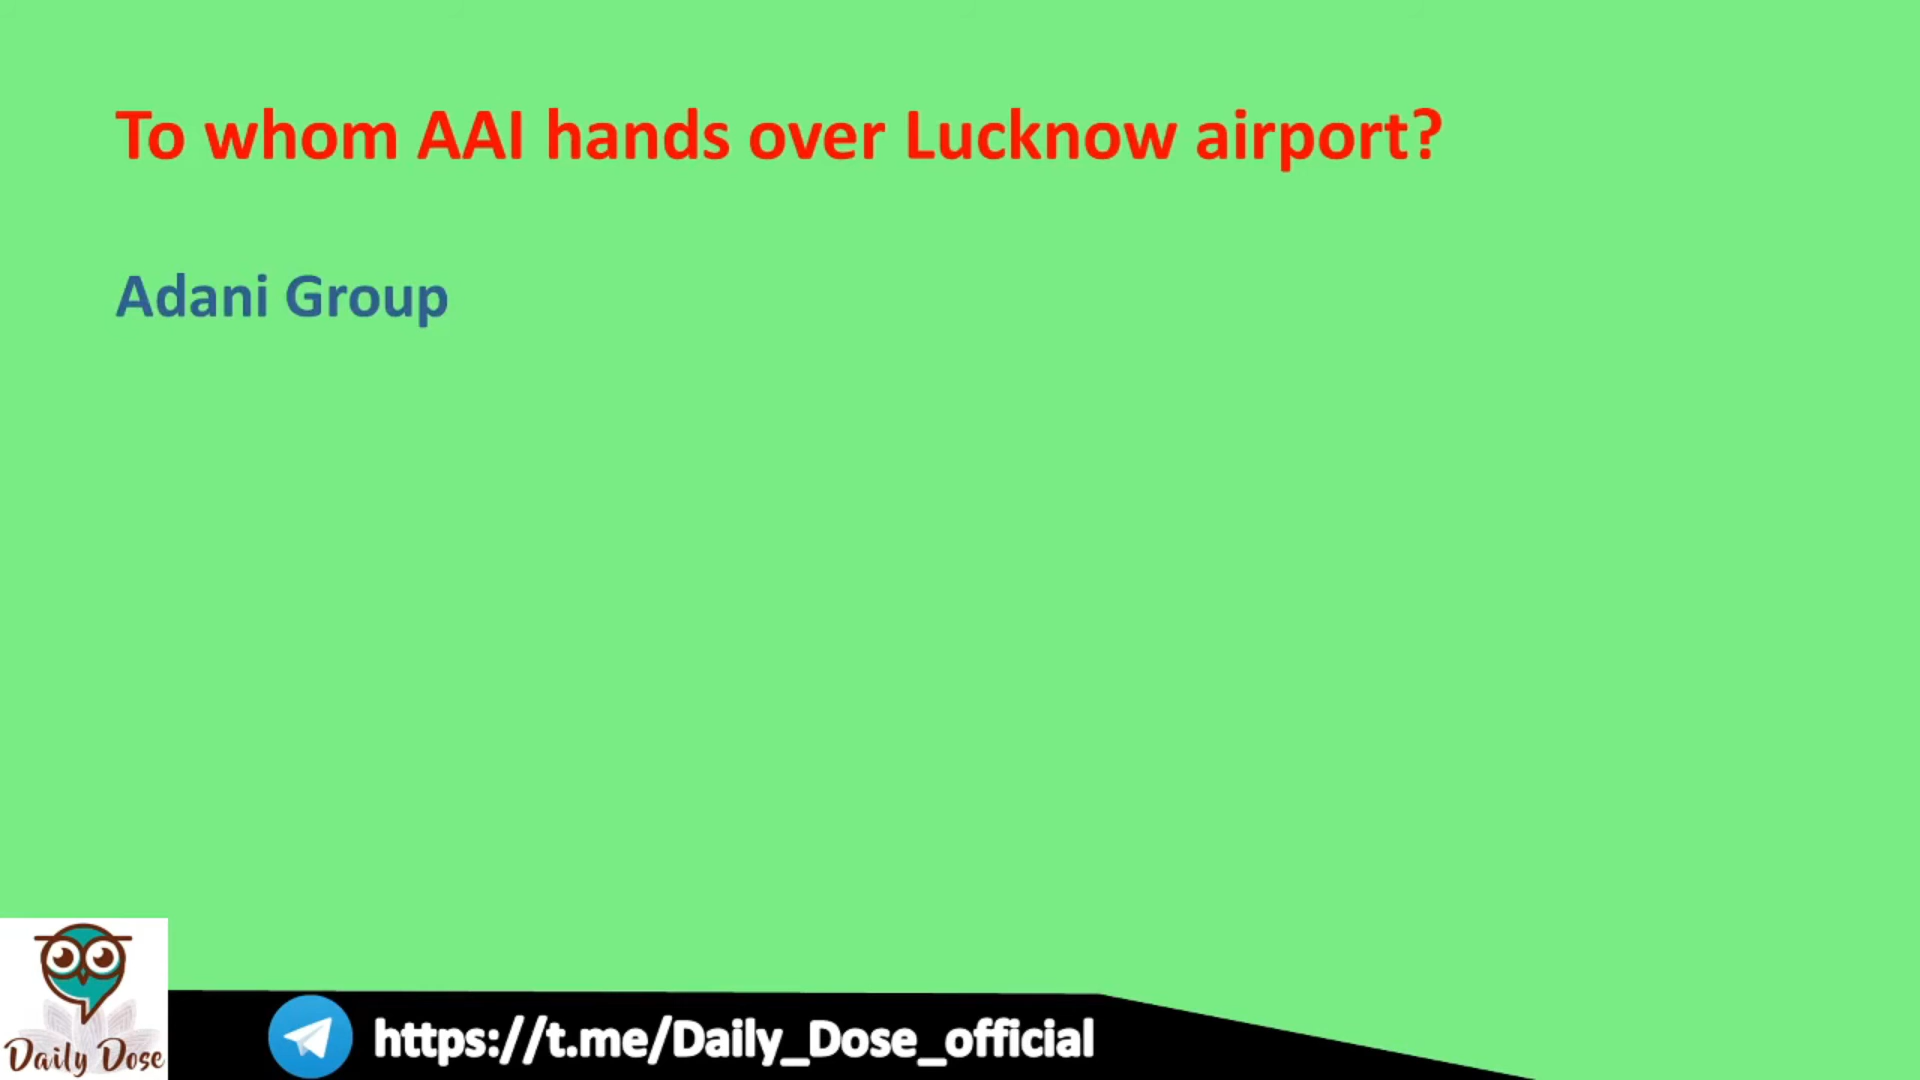 To whom AAI hands over Lucknow airport?
Adani Group
Daily Dose
https://t.me/Daily_Dose_official